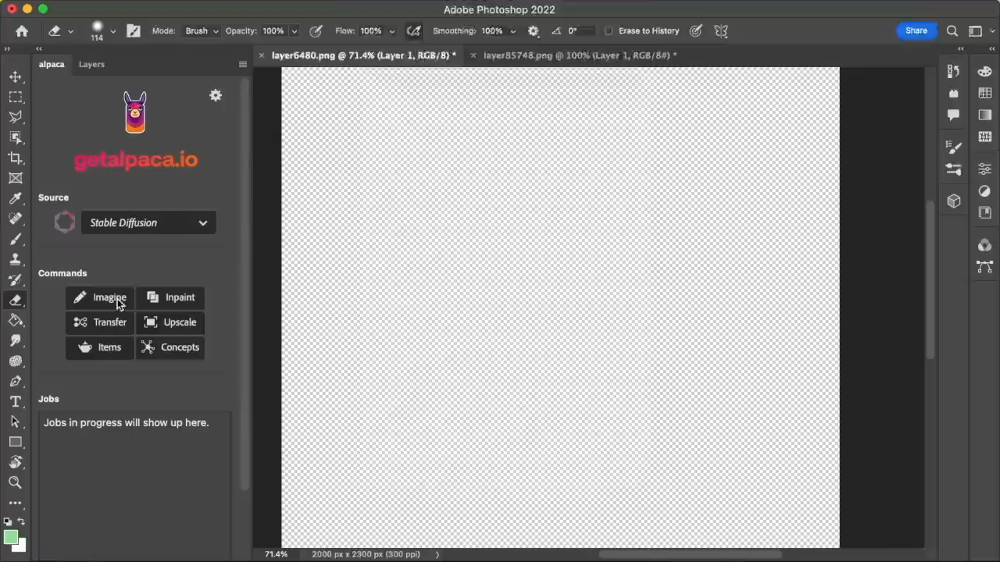 Adobe Photoshop 2022
114
Mode: Brush Opacity: 100% Flow: 100% Smoothing: 100% 0° Erase to History Share
alpaca Layers
layer6480.png @ 71.4% (Layer 1, RGB/8) * layer85748.png @ 100% (Layer 1, RGB/8#) *
getalpaca.io
Source
Stable Diffusion
Commands
Imagine Inpaint
Transfer Upscale
Items Concepts
Jobs
Jobs in progress will show up here.
71.4% 2000 px x 2300 px (300 ppi)